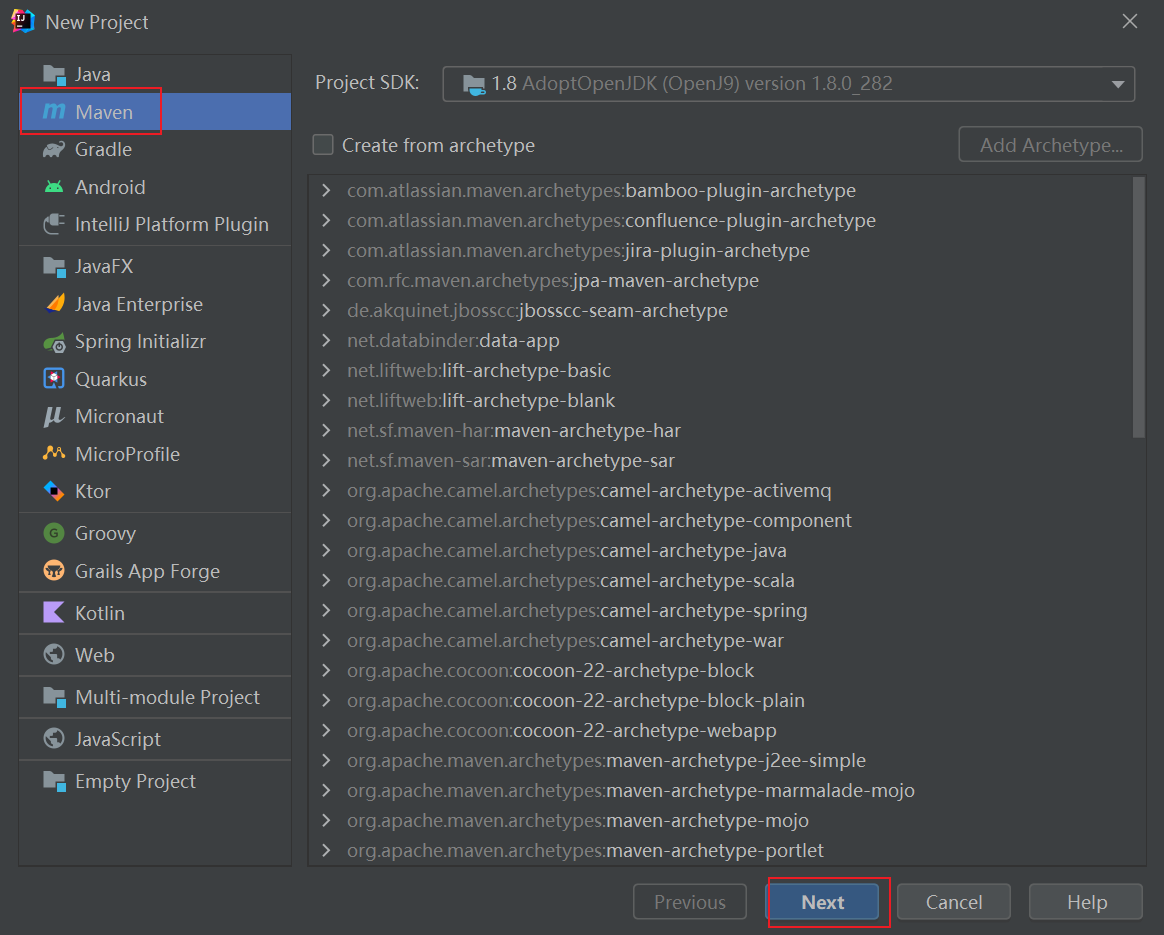 New Project
Java
Maven
Gradle
Android
IntelliJ Platform Plugin
JavaFX
Java Enterprise
Spring Initializr
Quarkus
Micronaut
MicroProfile
Ktor
Groovy
Grails App Forge
Kotlin
Web
Multi-module Project
JavaScript
Empty Project
Project SDK: 1.8 AdoptOpenJDK (OpenJ9) version 1.8.0_282
Create from archetype Add Archetype...
com.atlassian.maven.archetypes:bamboo-plugin-archetype
com.atlassian.maven.archetypes:confluence-plugin-archetype
com.atlassian.maven.archetypes:jira-plugin-archetype
com.rfc.maven.archetypes:jpa-maven-archetype
de.akquinet.jbosscc:jbosscc-seam-archetype
net.databinder:data-app
net.liftweb:lift-archetype-basic
net.liftweb:lift-archetype-blank
net.sf.maven-har:maven-archetype-har
net.sf.maven-sar:maven-archetype-sar
org.apache.camel.archetypes:camel-archetype-activemq
org.apache.camel.archetypes:camel-archetype-component
org.apache.camel.archetypes:camel-archetype-java
org.apache.camel.archetypes:camel-archetype-scala
org.apache.camel.archetypes:camel-archetype-spring
org.apache.camel.archetypes:camel-archetype-war
org.apache.cocoon:cocoon-22-archetype-block
org.apache.cocoon:cocoon-22-archetype-block-plain
org.apache.cocoon:cocoon-22-archetype-webapp
org.apache.maven.archetypes:maven-archetype-j2ee-simple
org.apache.maven.archetypes:maven-archetype-marmalade-mojo
org.apache.maven.archetypes:maven-archetype-mojo
org.apache.maven.archetypes:maven-archetype-portlet
Previous Next Cancel Help